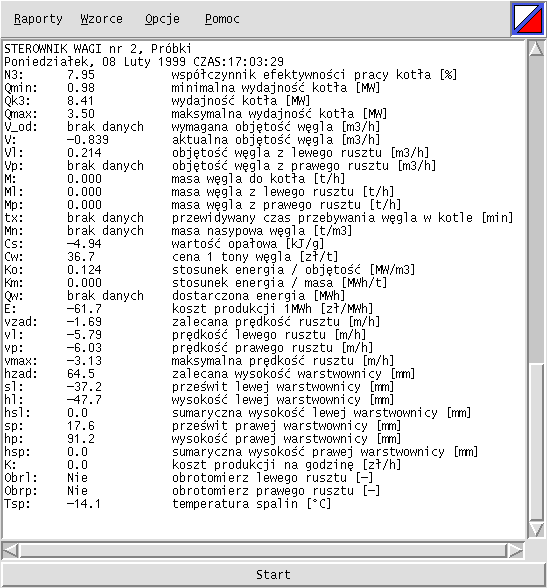 Raporty Wzorce Opcje Pomoc
STEROWNIK WAGI nr 2, Próbki
Poniedziałek, 08 Luty 1999 CZAS:17:03:29
N3: 7.95 współczynnik efektywności pracy kotła [%]
Qmin: 0.98 minimalna wydajność kotła [MW]
Qk3: 8.41 wydajność kotła [MW]
Qmax: 3.50 maksymalna wydajność kotła [MW]
V_od: brak danych wymagana objętość węgla [m3/h]
V: −0.839 aktualna objętość węgla [m3/h]
Vl: 0.214 objętość węgla z lewego rusztu [m3/h]
Vp: brak danych objętość węgla z prawego rusztu [m3/h]
M: 0.000 masa węgla do kotła [t/h]
Ml: 0.000 masa węgla z lewego rusztu [t/h]
Mp: 0.000 masa węgla z prawego rusztu [t/h]
tx: brak danych przewidywany czas przebywania węgla w kotle [min]
Mn: brak danych masa nasypowa węgla [t/m3]
Cs: −4.94 wartość opałowa [kJ/g]
Cw: 36.7 cena 1 tony węgla [zł/t]
Ko: 0.124 stosunek energia / objętość [MW/m3]
Km: 0.000 stosunek energia / masa [MWh/t]
Qw: brak danych dostarczona energia [MWh]
E: −61.7 koszt produkcji 1MWh [zł/MWh]
vzad: −1.69 zalecana prędkość rusztu [m/h]
vl: −5.79 prędkość lewego rusztu [m/h]
vp: −6.03 prędkość prawego rusztu [m/h]
vmax: −3.13 maksymalna prędkość rusztu [m/h]
hzad: 64.5 zalecana wysokość warstwownicy [mm]
sl: −37.2 prześwit lewej warstwownicy [mm]
hl: −47.7 wysokość lewej warstwownicy [mm]
hsl: 0.0 sumaryczna wysokość lewej warstwownicy [mm]
sp: 17.6 prześwit prawej warstwownicy [mm]
hp: 91.2 wysokość prawej warstwownicy [mm]
hsp: 0.0 sumaryczna wysokość prawej warstwownicy [mm]
K: 0.0 koszt produkcji na godzinę [zł/h]
Obrl: Nie obrotomierz lewego rusztu [−]
Obrp: Nie obrotomierz prawego rusztu [−]
Tsp: −14.1 temperatura spalin [°C]
Start